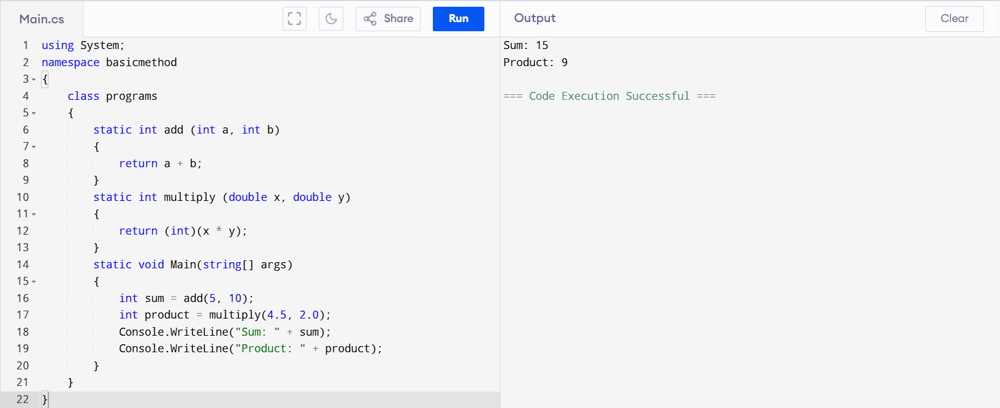 Main.cs
Share
Run
Output
Clear
1 using System;
2 namespace basicmethod
3 {
4     class programs
5     {
6         static int add (int a, int b)
7         {
8             return a + b;
9         }
10         static int multiply (double x, double y)
11         {
12             return (int)(x * y);
13         }
14         static void Main(string[] args)
15         {
16             int sum = add(5, 10);
17             int product = multiply(4.5, 2.0);
18             Console.WriteLine("Sum: " + sum);
19             Console.WriteLine("Product: " + product);
20         }
21     }
22 }
Sum: 15
Product: 9
=== Code Execution Successful ===